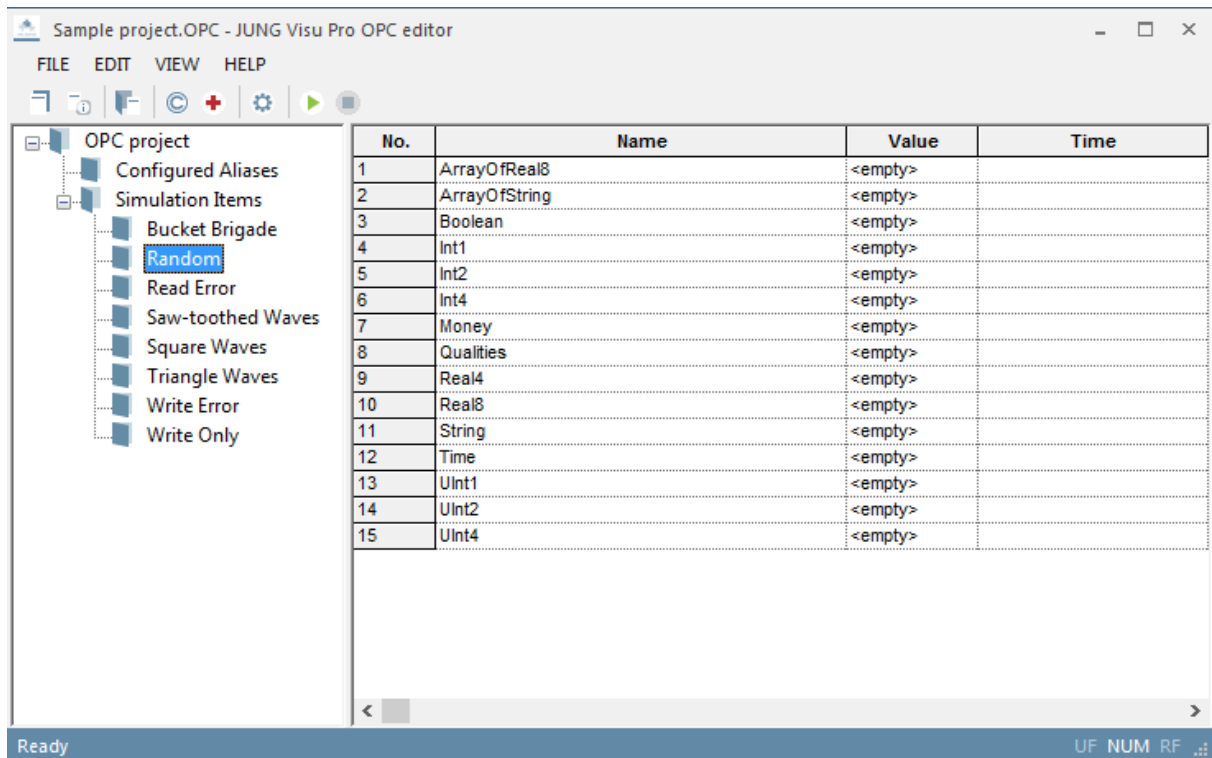 Sample project.OPC - JUNG Visu Pro OPC editor
FILE EDIT VIEW HELP
OPC project
Configured Aliases
Simulation Items
Bucket Brigade
Random
Read Error
Saw-toothed Waves
Square Waves
Triangle Waves
Write Error
Write Only
No. Name Value Time
1 ArrayOfReal8 <empty>
2 ArrayOfString <empty>
3 Boolean <empty>
4 Int1 <empty>
5 Int2 <empty>
6 Int4 <empty>
7 Money <empty>
8 Qualities <empty>
9 Real4 <empty>
10 Real8 <empty>
11 String <empty>
12 Time <empty>
13 UInt1 <empty>
14 UInt2 <empty>
15 UInt4 <empty>
Ready UF NUM RF